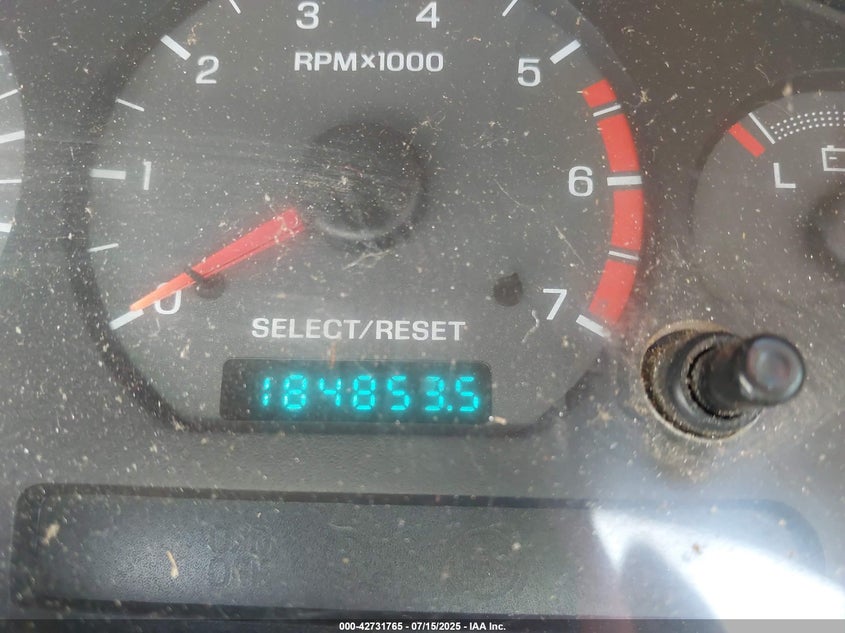 3 4
2 RPM×1000 5
1 6 L
0 7
SELECT/RESET
184853.5
000-42731765 - 07/15/2025 - IAA Inc.